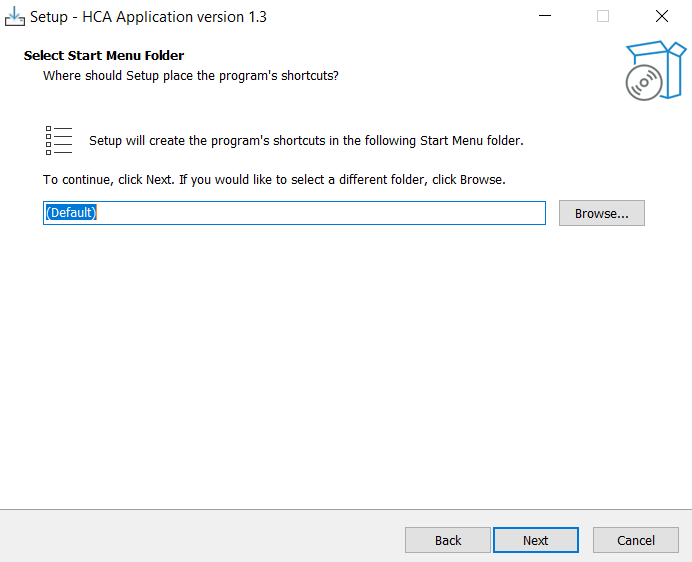 Setup - HCA Application version 1.3
Select Start Menu Folder
Where should Setup place the program's shortcuts?
Setup will create the program's shortcuts in the following Start Menu folder.
To continue, click Next. If you would like to select a different folder, click Browse.
(Default)
Browse...
Back
Next
Cancel